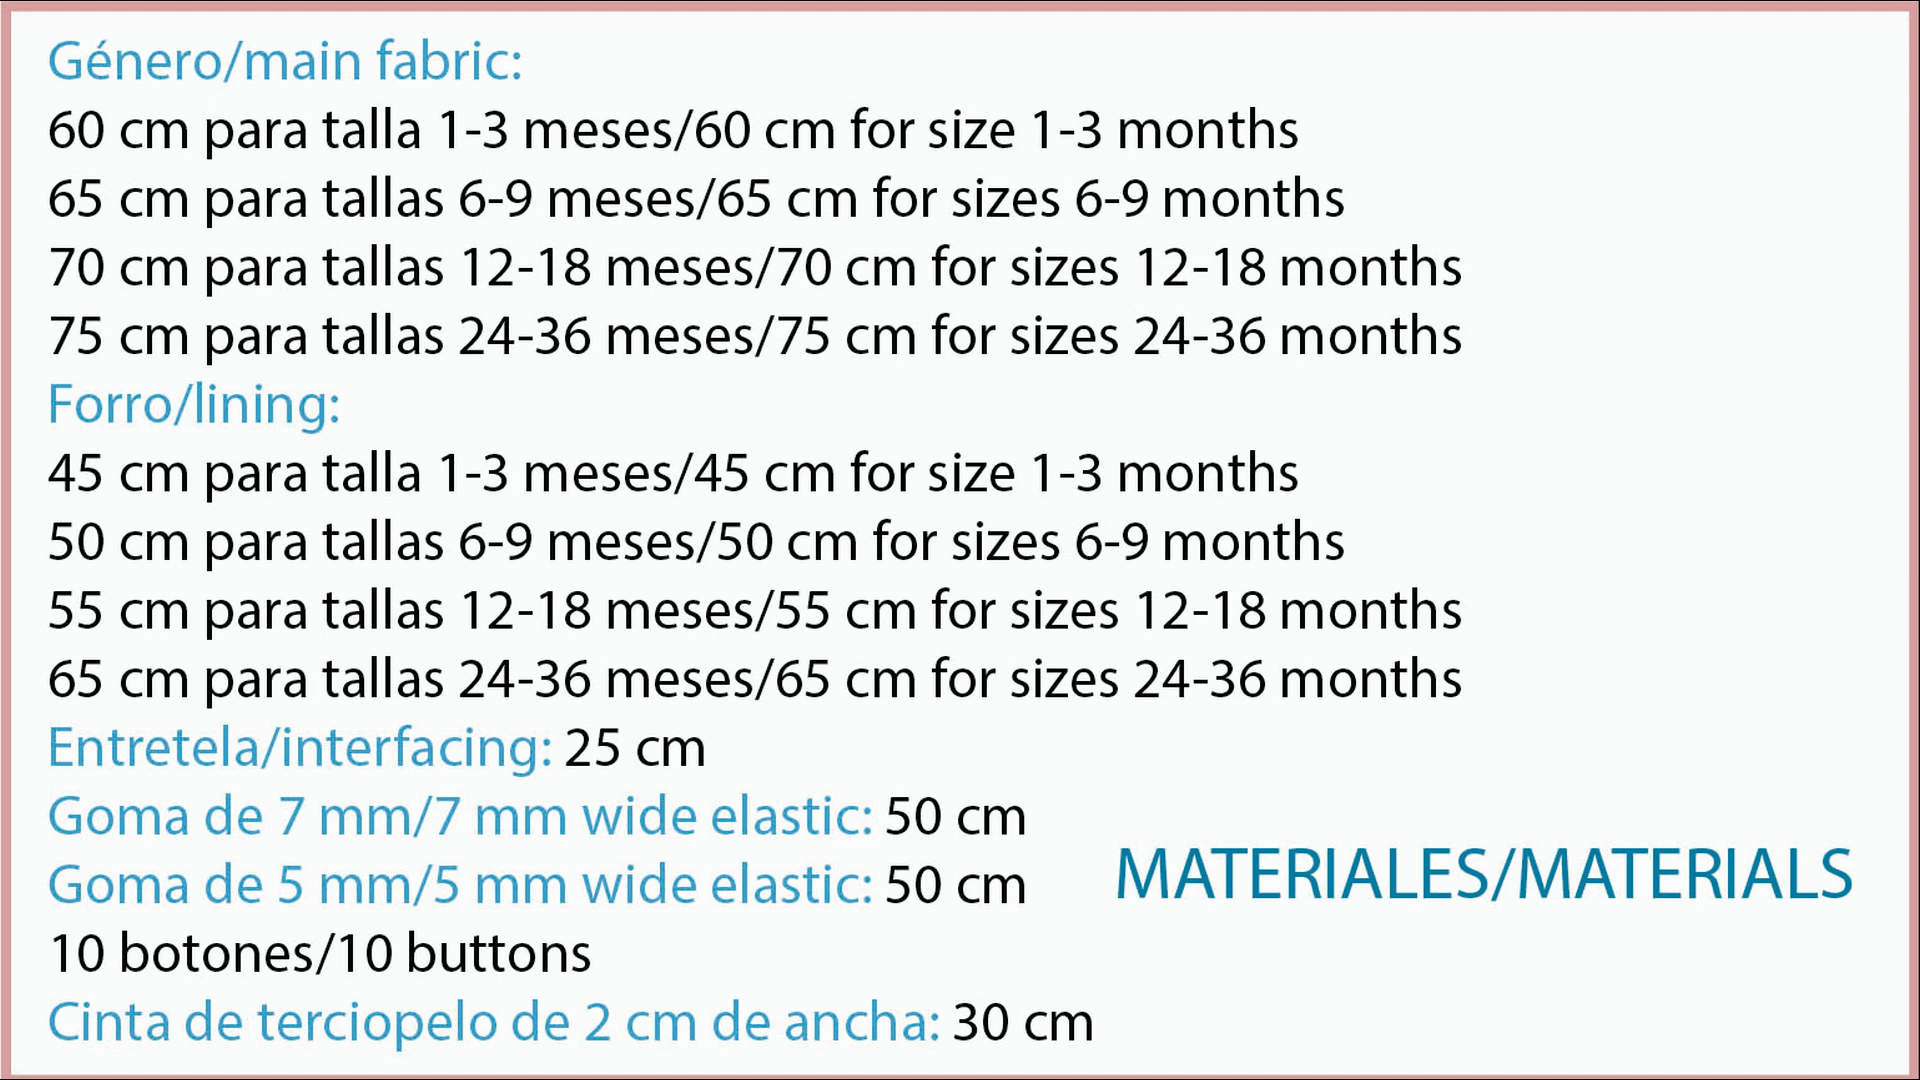 Género/main fabric:
60 cm para talla 1-3 meses/60 cm for size 1-3 months
65 cm para tallas 6-9 meses/65 cm for sizes 6-9 months
70 cm para tallas 12-18 meses/70 cm for sizes 12-18 months
75 cm para tallas 24-36 meses/75 cm for sizes 24-36 months
Forro/lining:
45 cm para talla 1-3 meses/45 cm for size 1-3 months
50 cm para tallas 6-9 meses/50 cm for sizes 6-9 months
55 cm para tallas 12-18 meses/55 cm for sizes 12-18 months
65 cm para tallas 24-36 meses/65 cm for sizes 24-36 months
Entretela/interfacing: 25 cm
Goma de 7 mm/7 mm wide elastic: 50 cm
Goma de 5 mm/5 mm wide elastic: 50 cm
MATERIALES/MATERIALS
10 botones/10 buttons
Cinta de terciopelo de 2 cm de ancha: 30 cm